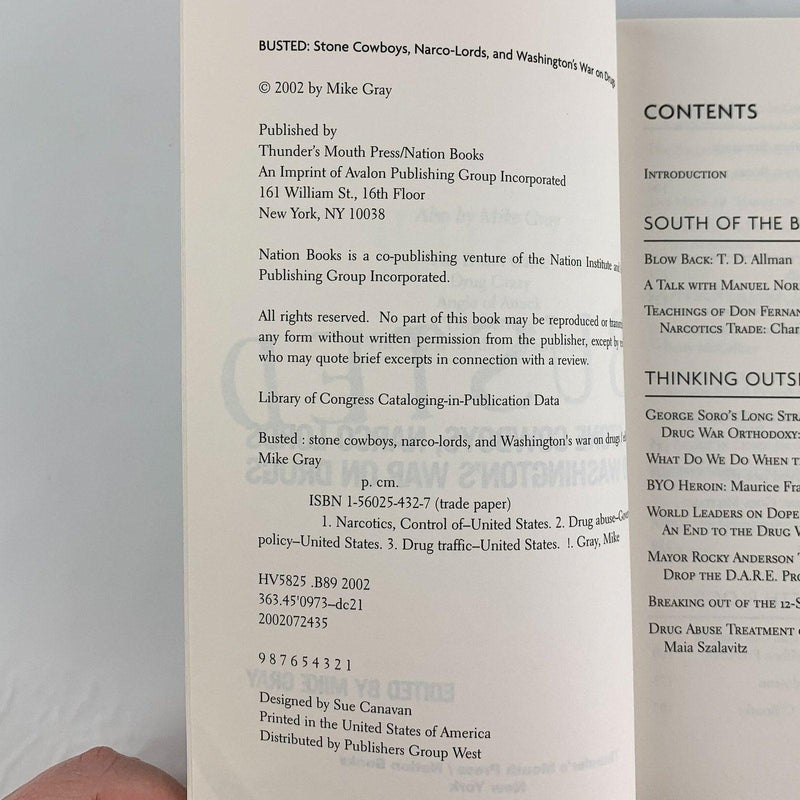 BUSTED: Stone Cowboys, Narco-Lords, and Washington's War on Drugs
© 2002 by Mike Gray
Published by
Thunder's Mouth Press/Nation Books
An Imprint of Avalon Publishing Group Incorporated
161 William St., 16th Floor
New York, NY 10038
Nation Books is a co-publishing venture of the Nation Institute and
Publishing Group Incorporated.
All rights reserved. No part of this book may be reproduced or
any form without written permission from the publisher, except by
who may quote brief excerpts in connection with a review.
Library of Congress Cataloging-in-Publication Data
Busted : stone cowboys, narco-lords, and Washington's war on drugs /
Mike Gray
p. cm.
ISBN 1-56025-432-7 (trade paper)
1. Narcotics, Control of–United States. 2. Drug abuse–
policy–United States. 3. Drug traffic–United States. I. Gray, Mike
HV5825 .B89 2002
363.45'0973–dc21
2002072435
9 8 7 6 5 4 3 2 1
Designed by Sue Canavan
Printed in the United States of America
Distributed by Publishers Group West
CONTENTS
INTRODUCTION
SOUTH OF THE B
BLOW BACK: T. D. Allman
A TALK WITH MANUEL NOR
TEACHINGS OF DON FERNAN
NARCOTICS TRADE: Char
THINKING OUTSI
GEORGE SORO'S LONG STRA
DRUG WAR ORTHODOXY:
WHAT DO WE DO WHEN T
BYO HEROIN: Maurice Fra
WORLD LEADERS ON DOPE
AN END TO THE DRUG W
MAYOR ROCKY ANDERSON
DROP THE D.A.R.E. PRO
BREAKING OUT OF THE 12-S
DRUG ABUSE TREATMENT
Maia Szalavitz